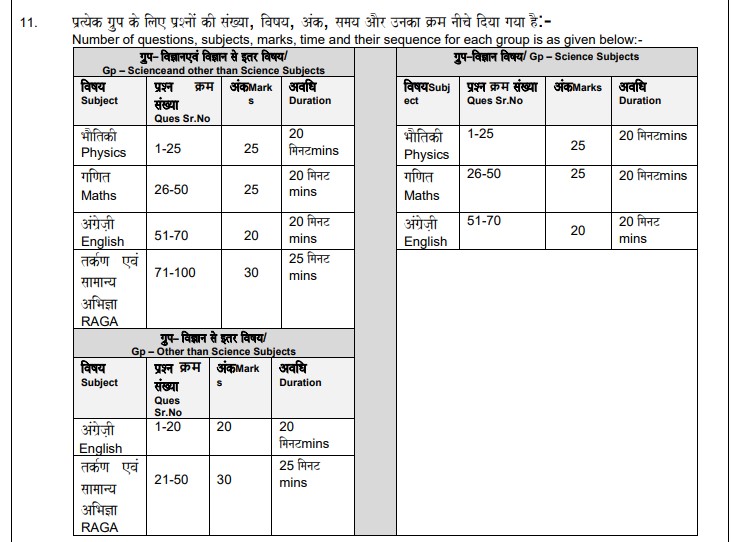 11. प्रत्येक ग्रुप के लिए प्रश्नों की संख्या, विषय, अंक, समय और उनका क्रम नीचे दिया गया है:-
Number of questions, subjects, marks, time and their sequence for each group is as given below:-
ग्रुप– विज्ञानएवं विज्ञान से इतर विषय/
Gp – Scienceand other than Science Subjects
विषय
Subject
प्रश्न क्रम
संख्या
Ques Sr.No
अंकMark
s
अवधि
Duration
भौतिकी
Physics
1-25
25
20
मिनटmins
गणित
Maths
26-50
25
20 मिनट
mins
अंग्रेज़ी
English
51-70
20
20 मिनट
mins
तर्कण एवं
सामान्य
अभिज्ञा
RAGA
71-100
30
25 मिनट
mins
ग्रुप– विज्ञान से इतर विषय/
Gp – Other than Science Subjects
विषय
Subject
प्रश्न क्रम
संख्या
Ques
Sr.No
अंकMark
s
अवधि
Duration
अंग्रेज़ी
English
1-20
20
20
मिनटmins
तर्कण एवं
सामान्य
अभिज्ञा
RAGA
21-50
30
25 मिनट
mins
ग्रुप–विज्ञान विषय/ Gp – Science Subjects
विषयSubj
ect
प्रश्न क्रम संख्या
Ques Sr.No
अंकMarks
अवधि
Duration
भौतिकी
Physics
1-25
25
20 मिनटmins
गणित
Maths
26-50
25
20 मिनटmins
अंग्रेज़ी
English
51-70
20
20 मिनट
mins